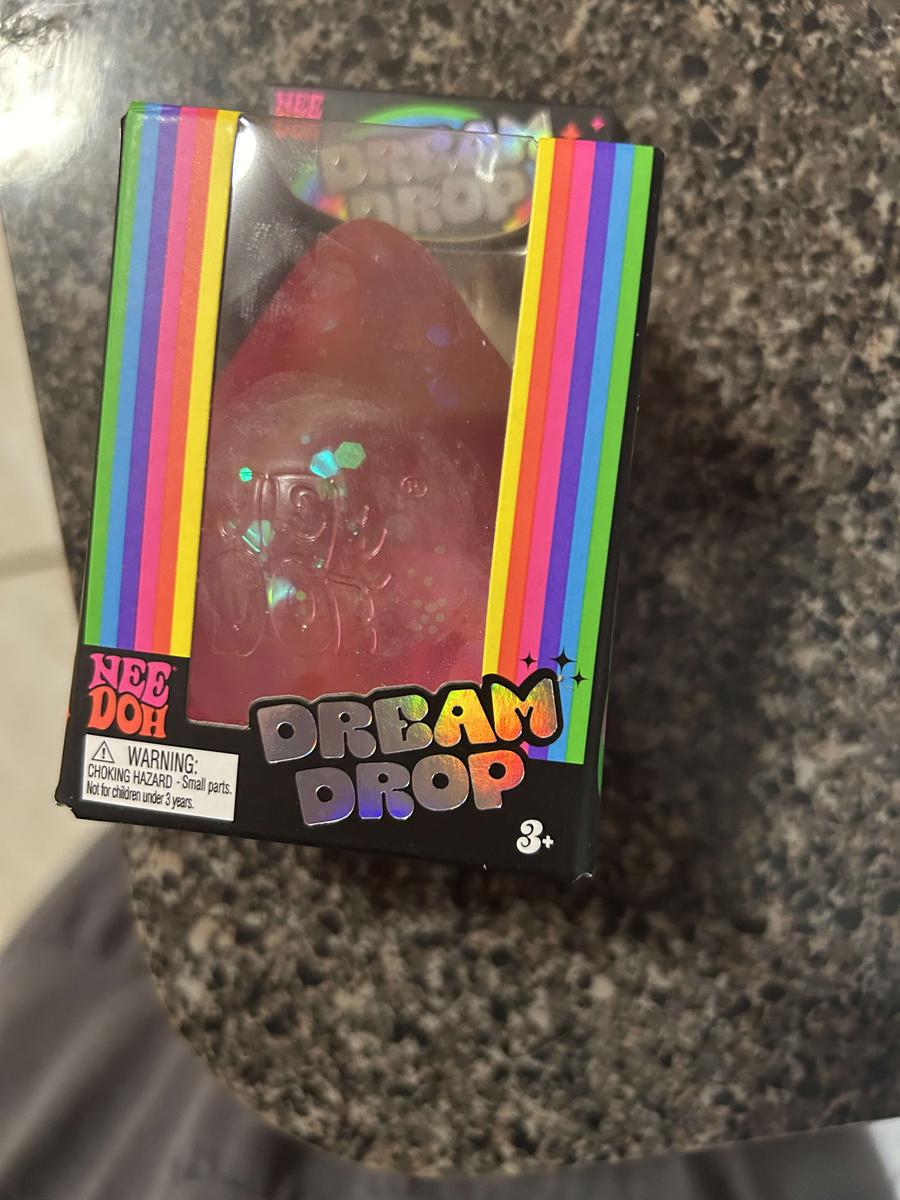 NEE
DREAM
DROP
NEE
DOH
®
NEE
DOH
WARNING:
CHOKING HAZARD - Small parts.
Not for children under 3 years.
DREAM
DROP
3+